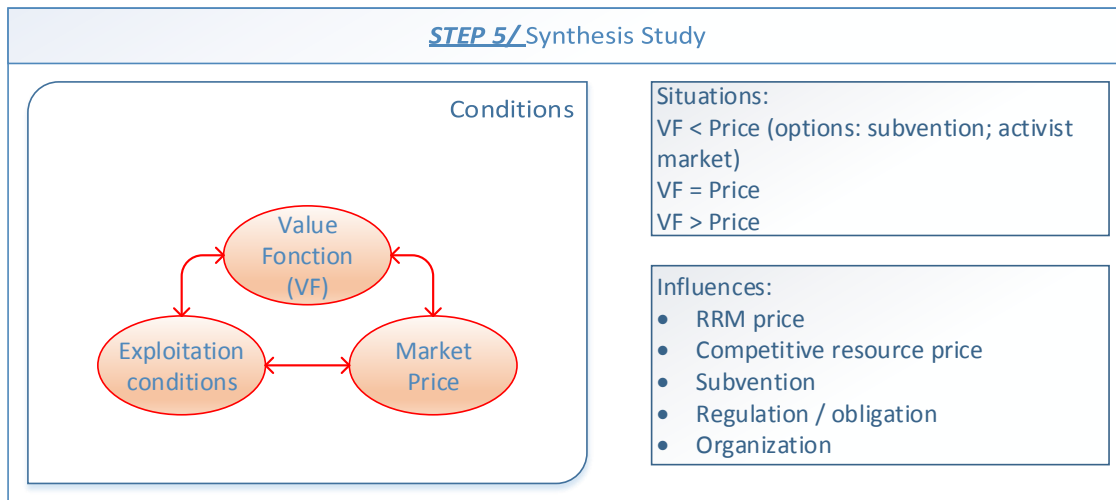 STEP 5/ Synthesis Study
Conditions
Value
Fonction
(VF)
Exploitation
conditions
Market
Price
Situations:
VF < Price (options: subvention; activist
market)
VF = Price
VF > Price
Influences:
• RRM price
• Competitive resource price
• Subvention
• Regulation / obligation
• Organization